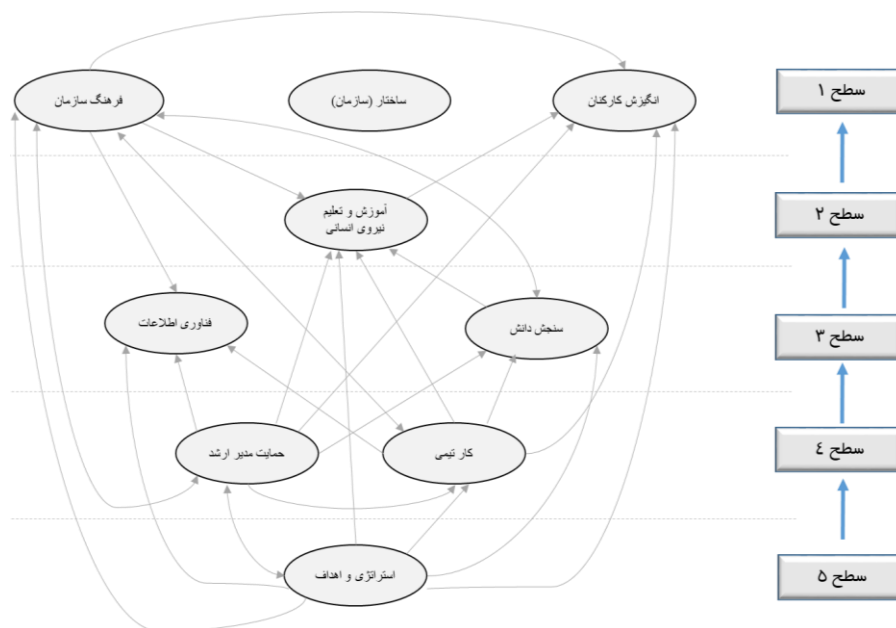 فرهنگ سازمان
ساختار (سازمان)
انگیزش کارکنان
سطح ۱
آموزش و تعلیم
نیروی انسانی
سطح ۲
فناوری اطلاعات
سنجش دانش
سطح ۳
حمایت مدیر ارشد
کار تیمی
سطح ٤
استراتژی و اهداف
سطح ۵